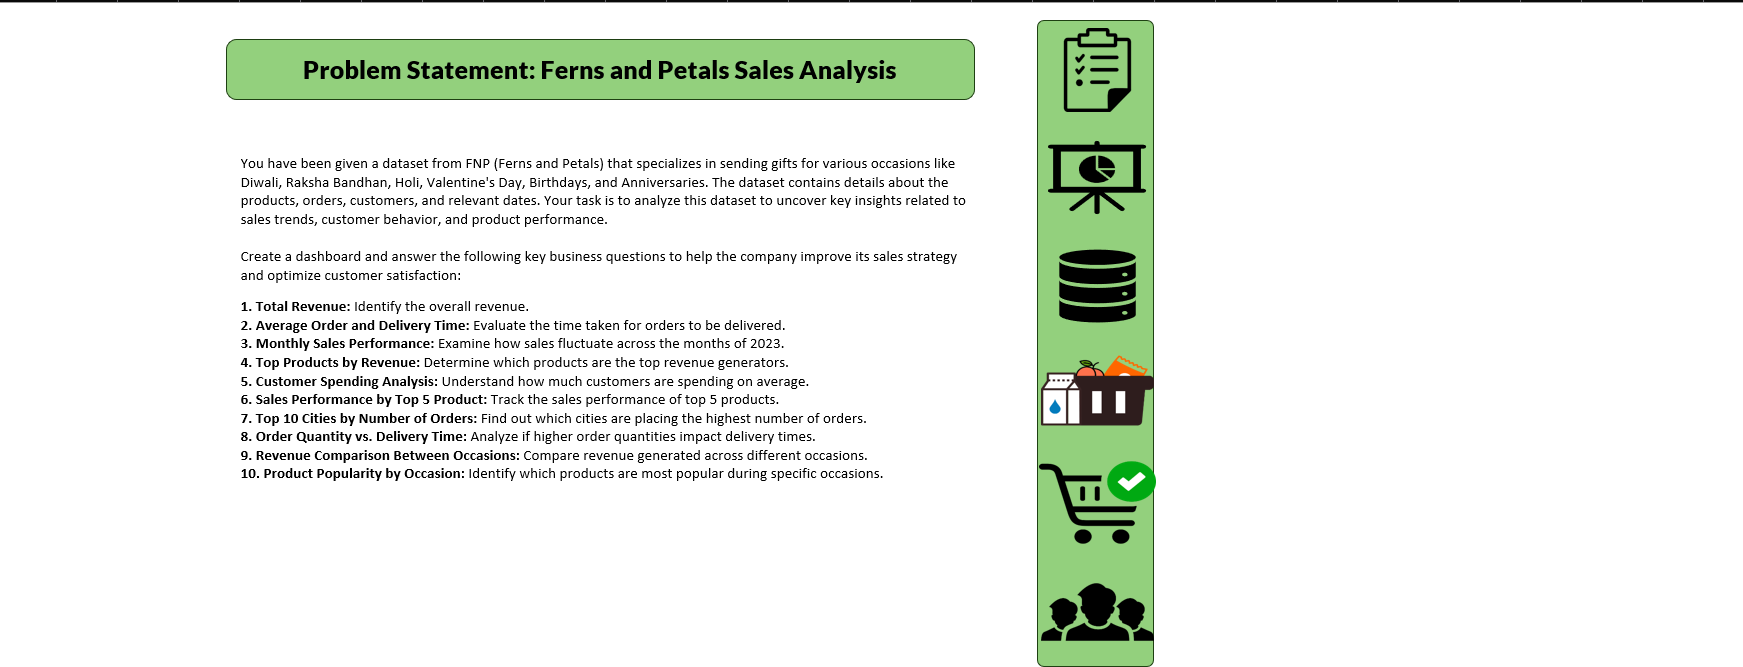 Problem Statement: Ferns and Petals Sales Analysis
You have been given a dataset from FNP (Ferns and Petals) that specializes in sending gifts for various occasions like
Diwali, Raksha Bandhan, Holi, Valentine's Day, Birthdays, and Anniversaries. The dataset contains details about the
products, orders, customers, and relevant dates. Your task is to analyze this dataset to uncover key insights related to
sales trends, customer behavior, and product performance.
Create a dashboard and answer the following key business questions to help the company improve its sales strategy
and optimize customer satisfaction:
1. Total Revenue: Identify the overall revenue.
2. Average Order and Delivery Time: Evaluate the time taken for orders to be delivered.
3. Monthly Sales Performance: Examine how sales fluctuate across the months of 2023.
4. Top Products by Revenue: Determine which products are the top revenue generators.
5. Customer Spending Analysis: Understand how much customers are spending on average.
6. Sales Performance by Top 5 Product: Track the sales performance of top 5 products.
7. Top 10 Cities by Number of Orders: Find out which cities are placing the highest number of orders.
8. Order Quantity vs. Delivery Time: Analyze if higher order quantities impact delivery times.
9. Revenue Comparison Between Occasions: Compare revenue generated across different occasions.
10. Product Popularity by Occasion: Identify which products are most popular during specific occasions.